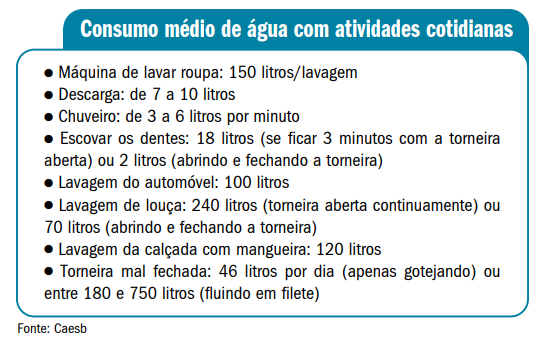 Consumo médio de água com atividades cotidianas
● Máquina de lavar roupa: 150 litros/lavagem
● Descarga: de 7 a 10 litros
● Chuveiro: de 3 a 6 litros por minuto
● Escovar os dentes: 18 litros (se ficar 3 minutos com a torneira
aberta) ou 2 litros (abrindo e fechando a torneira)
● Lavagem do automóvel: 100 litros
● Lavagem de louça: 240 litros (torneira aberta continuamente) ou
70 litros (abrindo e fechando a torneira)
● Lavagem da calçada com mangueira: 120 litros
● Torneira mal fechada: 46 litros por dia (apenas gotejando) ou
entre 180 e 750 litros (fluindo em filete)
Fonte: Caesb